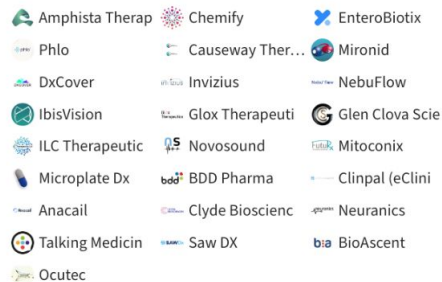 Amphista Therap Chemify EnteroBiotix
Phlo Causeway Ther... Mironid
DxCover Invizius NebuFlow
IbisVision Glox Therapeuti Glen Clova Scie
ILC Therapeutic Novosound Mitoconix
Microplate Dx bdd BDD Pharma Clinpal (eClini
Anacail Clyde Bioscienc Neuranics
Talking Medicin Saw DX b:a BioAscent
Ocutec